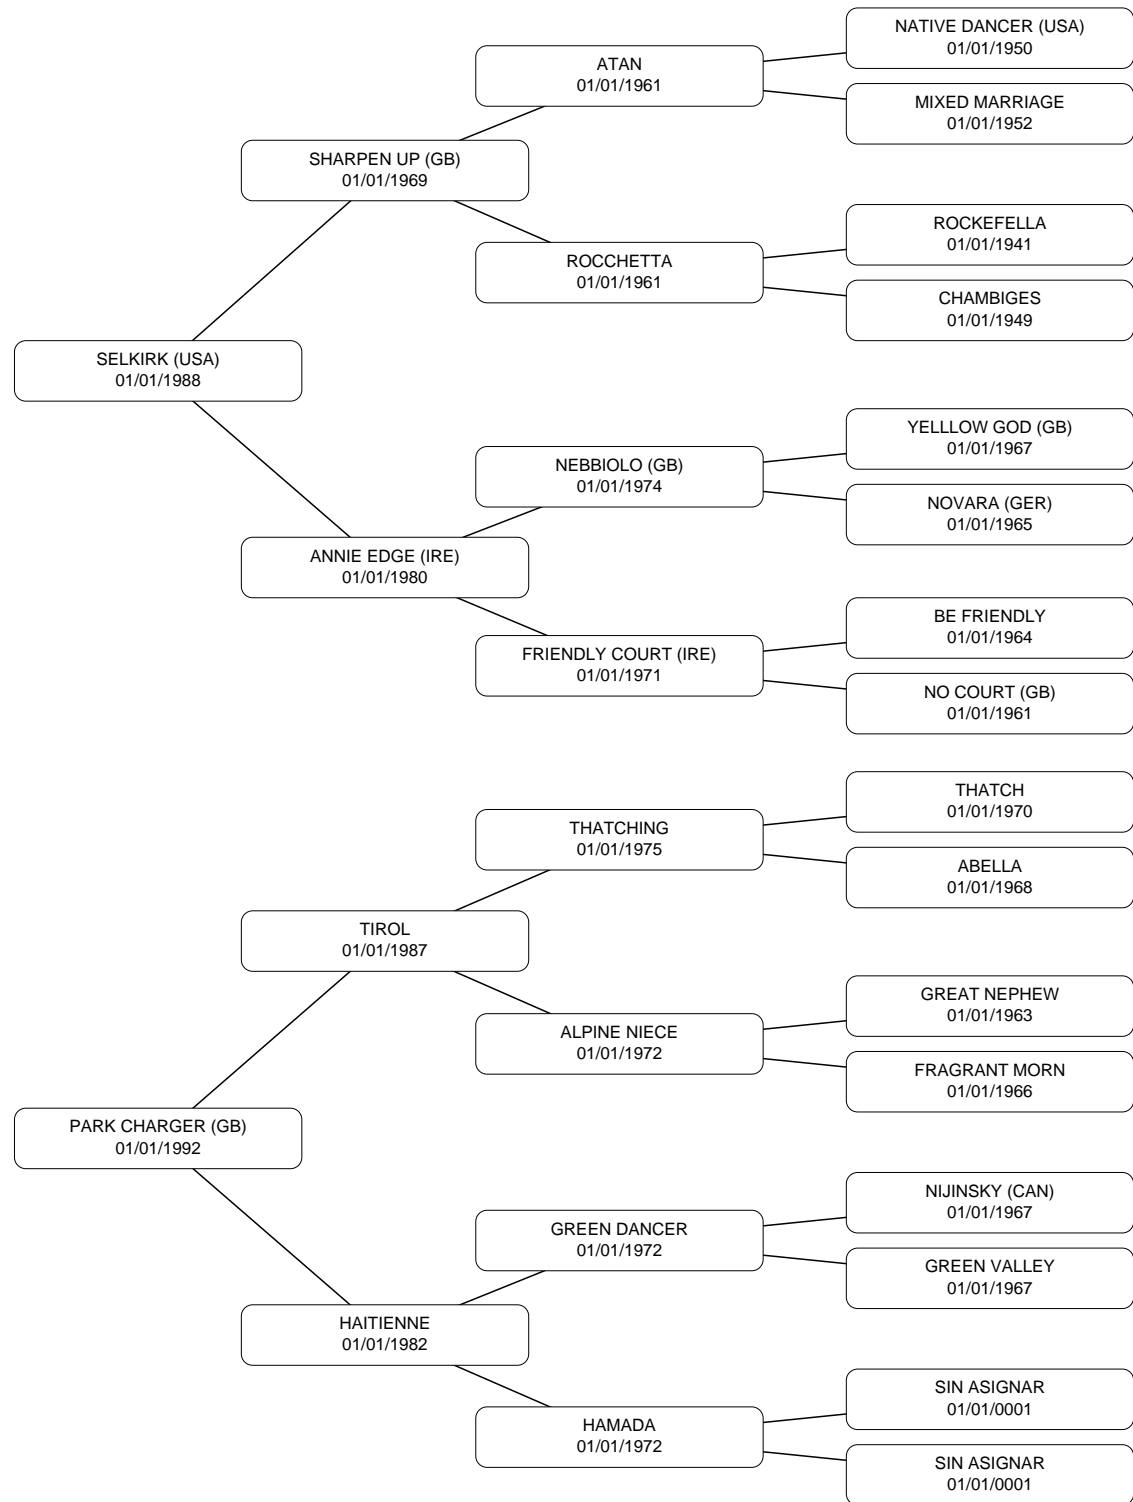 NATIVE DANCER (USA)
01/01/1950
ATAN
01/01/1961
MIXED MARRIAGE
01/01/1952
SHARPEN UP (GB)
01/01/1969
ROCKEFELLA
01/01/1941
ROCCHETTA
01/01/1961
CHAMBIGES
01/01/1949
SELKIRK (USA)
01/01/1988
YELLLOW GOD (GB)
01/01/1967
NEBBIOLO (GB)
01/01/1974
NOVARA (GER)
01/01/1965
ANNIE EDGE (IRE)
01/01/1980
BE FRIENDLY
01/01/1964
FRIENDLY COURT (IRE)
01/01/1971
NO COURT (GB)
01/01/1961
THATCH
01/01/1970
THATCHING
01/01/1975
ABELLA
01/01/1968
TIROL
01/01/1987
GREAT NEPHEW
01/01/1963
ALPINE NIECE
01/01/1972
FRAGRANT MORN
01/01/1966
PARK CHARGER (GB)
01/01/1992
NIJINSKY (CAN)
01/01/1967
GREEN DANCER
01/01/1972
GREEN VALLEY
01/01/1967
HAITIENNE
01/01/1982
SIN ASIGNAR
01/01/0001
HAMADA
01/01/1972
SIN ASIGNAR
01/01/0001